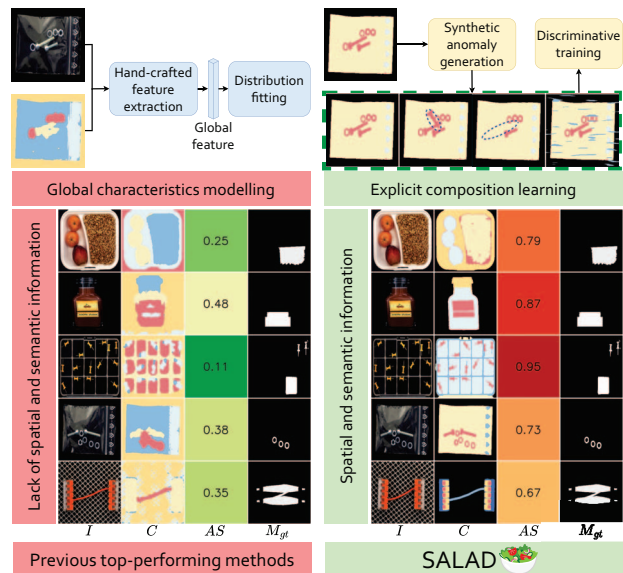 Hand-crafted
feature
extraction
Global
feature
Distribution
fitting
Synthetic
anomaly
generation
Discriminative
training
Global characteristics modelling
Explicit composition learning
Lack of spatial and semantic information
0.25
0.48
0.11
0.38
0.35
I C AS M_gt
Spatial and semantic information
0.79
0.87
0.95
0.73
0.67
I C AS M_gt
Previous top-performing methods
SALAD